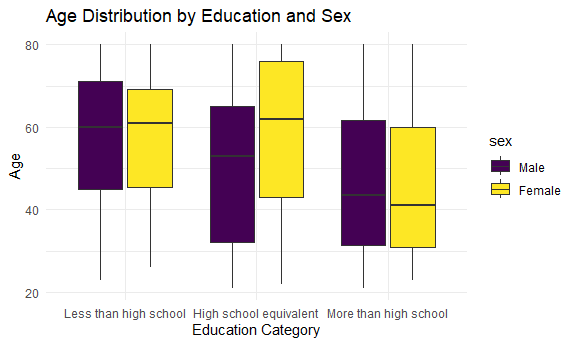 Age Distribution by Education and Sex
80
60
40
20
Age
Less than high school
High school equivalent
More than high school
Education Category
sex
Male
Female